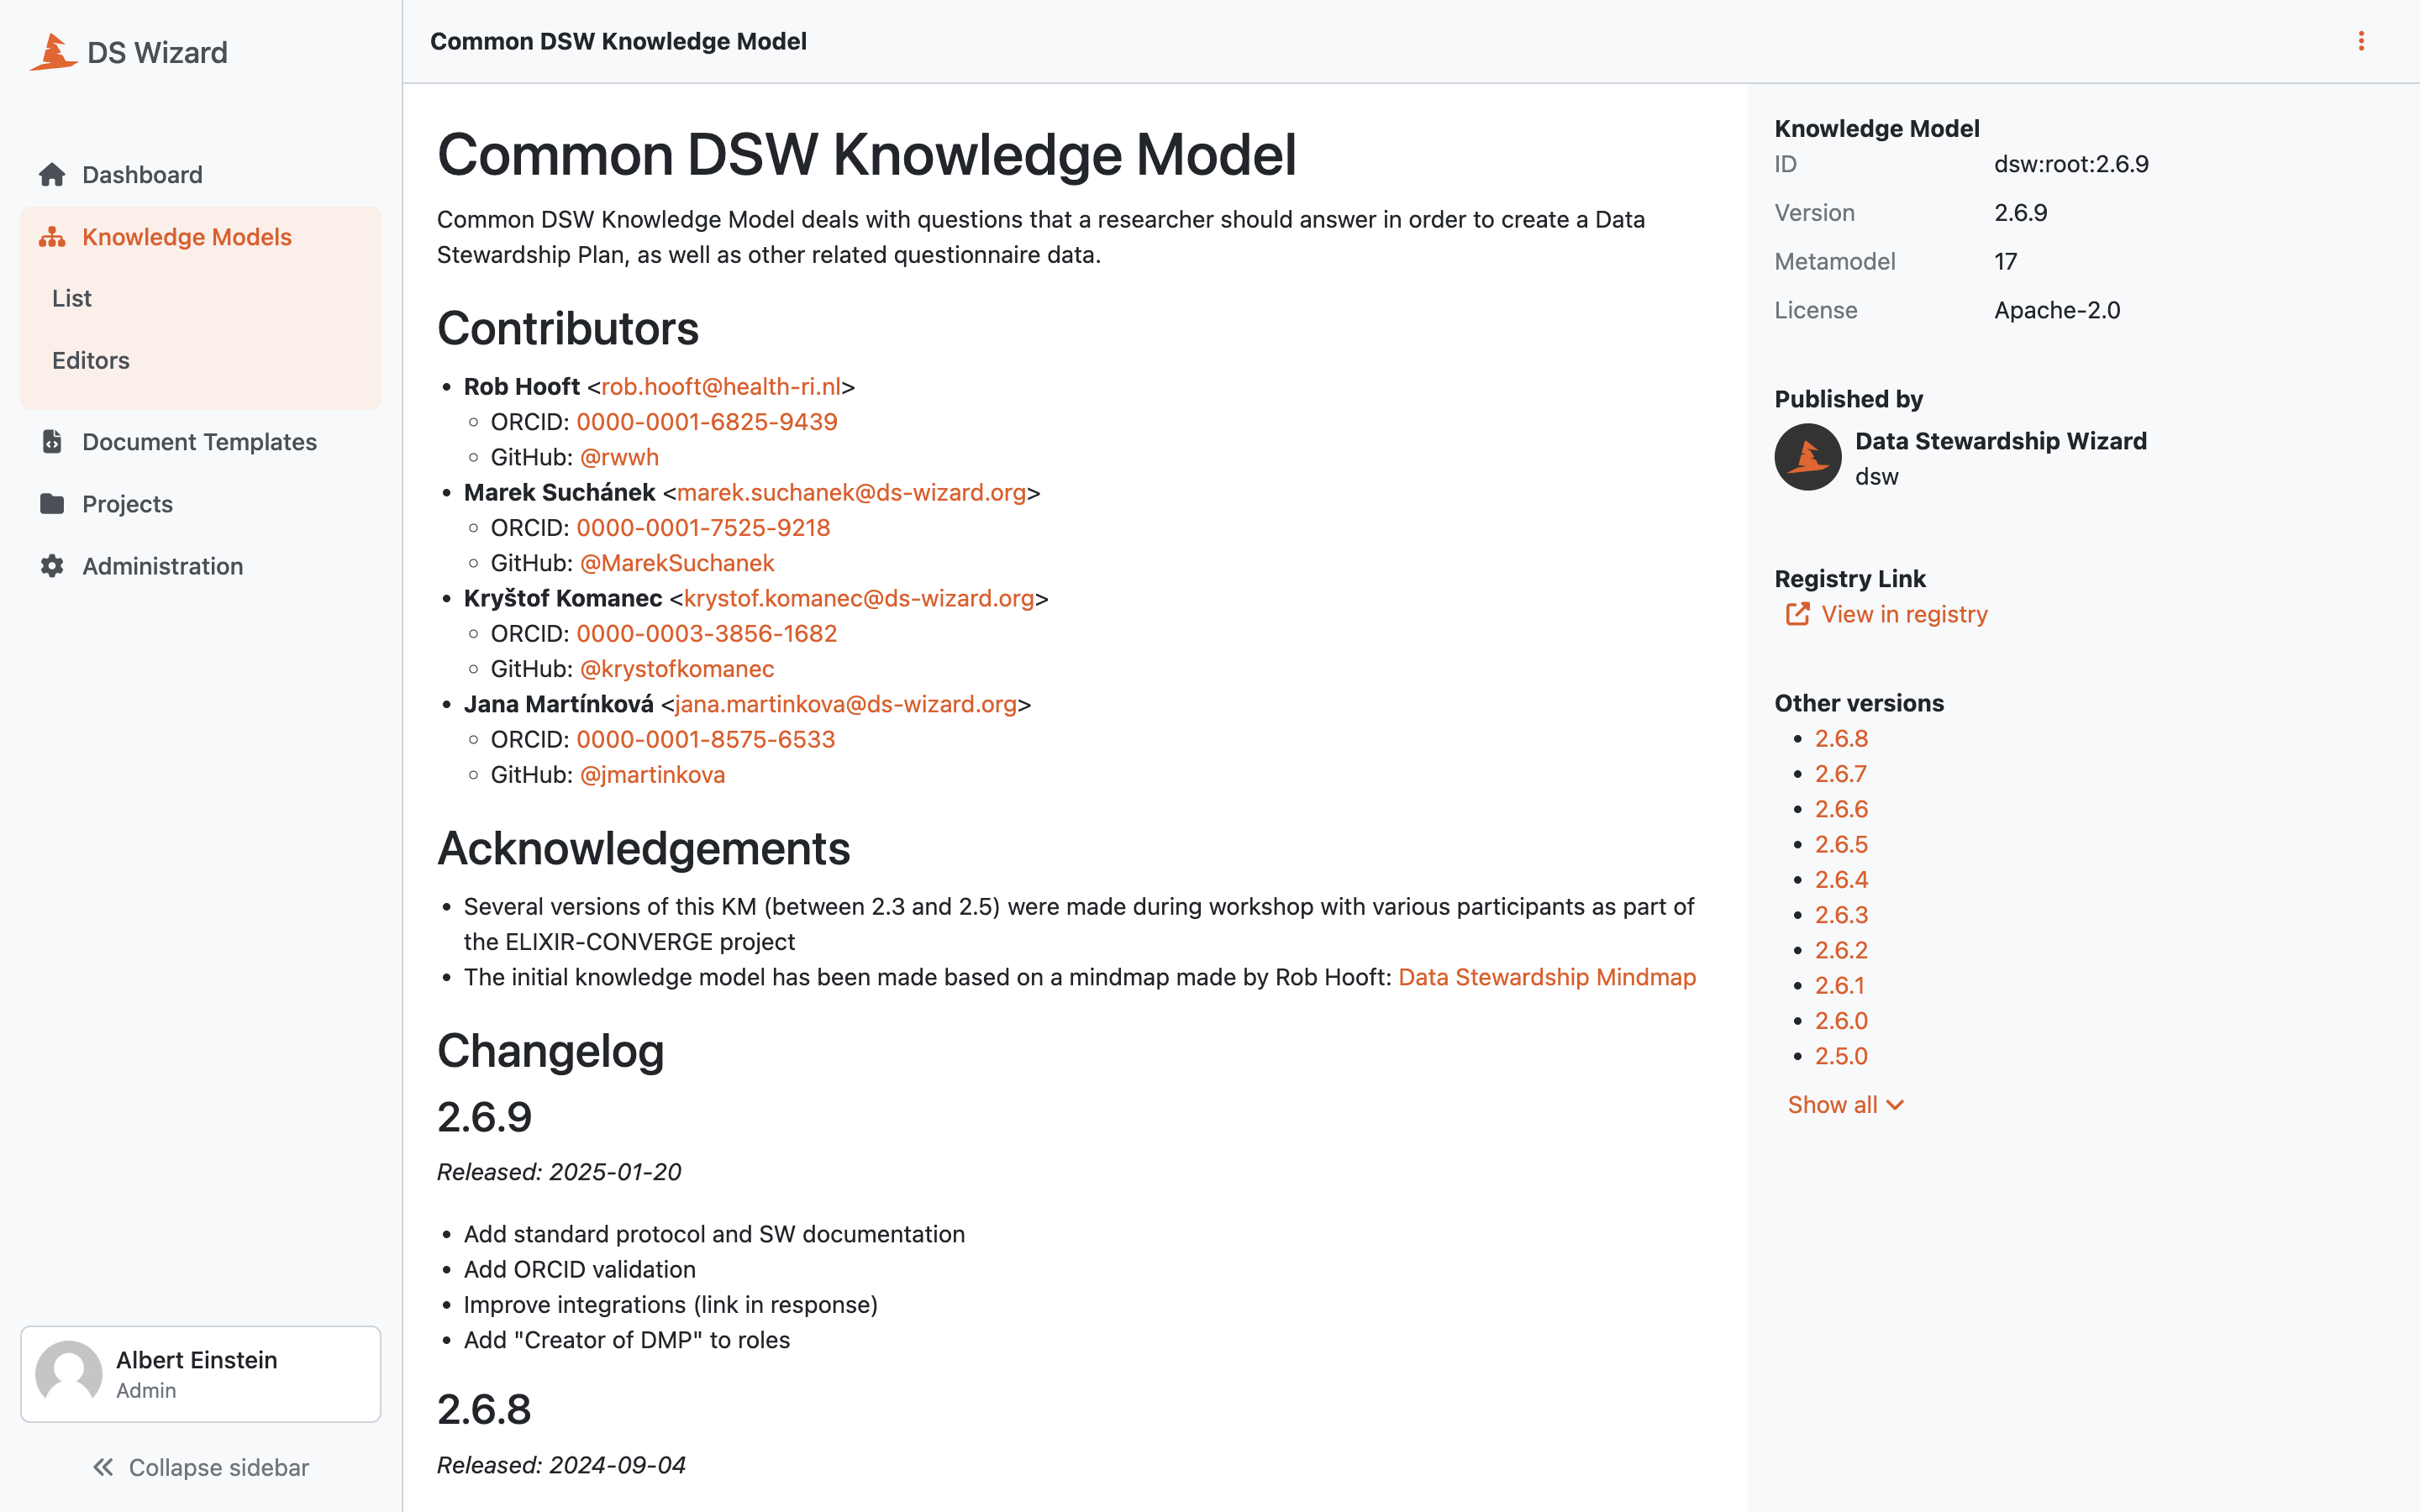 DS Wizard
Dashboard
Knowledge Models
List
Editors
Document Templates
Projects
Administration
Albert Einstein
Admin
Collapse sidebar
Common DSW Knowledge Model
Common DSW Knowledge Model
Common DSW Knowledge Model deals with questions that a researcher should answer in order to create a Data
Stewardship Plan, as well as other related questionnaire data.
Contributors
• Rob Hooft <rob.hooft@health-ri.nl>
◦ ORCID: 0000-0001-6825-9439
◦ GitHub: @rwwh
• Marek Suchánek <marek.suchanek@ds-wizard.org>
◦ ORCID: 0000-0001-7525-9218
◦ GitHub: @MarekSuchanek
• Kryštof Komanec <krystof.komanec@ds-wizard.org>
◦ ORCID: 0000-0003-3856-1682
◦ GitHub: @krystofkomanec
• Jana Martínková <jana.martinkova@ds-wizard.org>
◦ ORCID: 0000-0001-8575-6533
◦ GitHub: @jmartinkova
Acknowledgements
• Several versions of this KM (between 2.3 and 2.5) were made during workshop with various participants as part of
the ELIXIR-CONVERGE project
• The initial knowledge model has been made based on a mindmap made by Rob Hooft: Data Stewardship Mindmap
Changelog
2.6.9
Released: 2025-01-20
• Add standard protocol and SW documentation
• Add ORCID validation
• Improve integrations (link in response)
• Add "Creator of DMP" to roles
2.6.8
Released: 2024-09-04
Knowledge Model
ID dsw:root:2.6.9
Version 2.6.9
Metamodel 17
License Apache-2.0
Published by
Data Stewardship Wizard
dsw
Registry Link
View in registry
Other versions
• 2.6.8
• 2.6.7
• 2.6.6
• 2.6.5
• 2.6.4
• 2.6.3
• 2.6.2
• 2.6.1
• 2.6.0
• 2.5.0
Show all